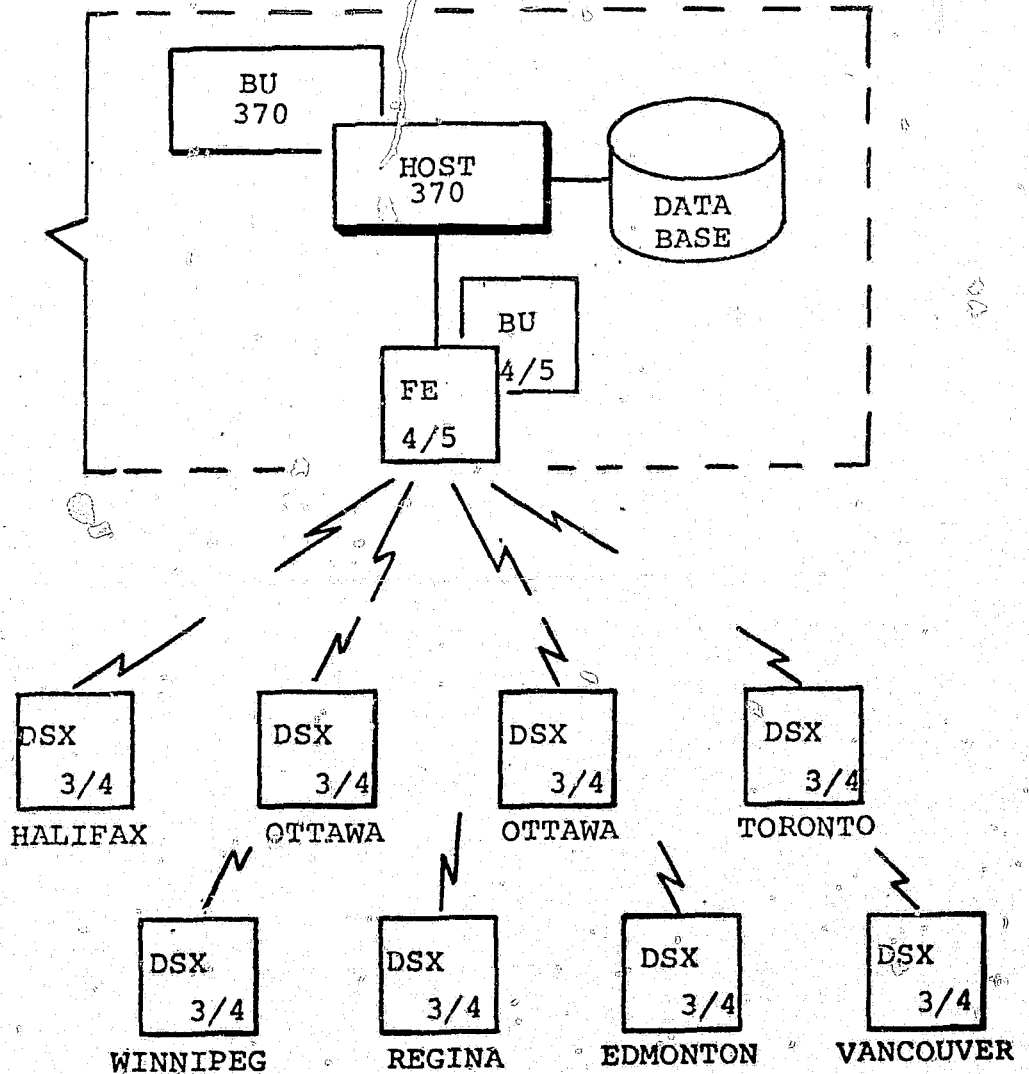 BU
370
HOST
370
DATA
BASE
BU
4/5
FE
4/5
DSX
3/4
HALIFAX
DSX
3/4
OTTAWA
DSX
3/4
OTTAWA
DSX
3/4
TORONTO
DSX
3/4
WINNIPEG
DSX
3/4
REGINA
DSX
3/4
EDMONTON
DSX
3/4
VANCOUVER